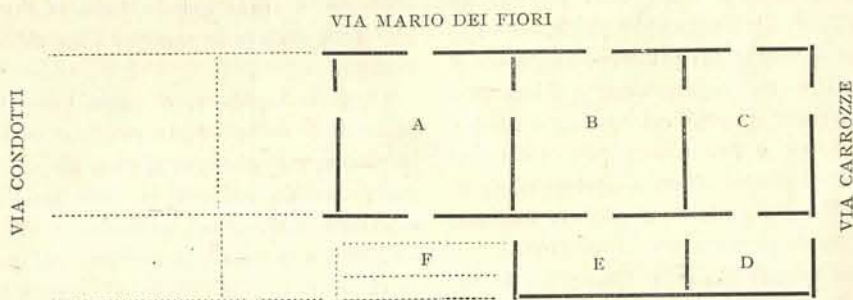 VIA MARIO DEI FIORI
VIA CONDOTTI
A B C
VIA CARROZZE
F E D